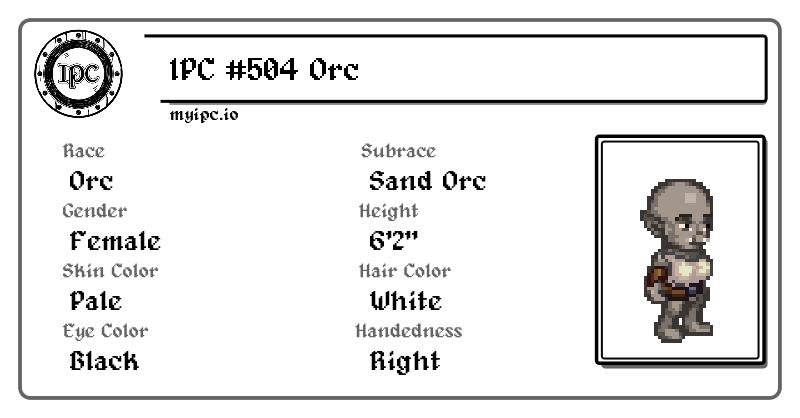 IPC
IPC #504 Orc
myipc.io
Race
Orc
Subrace
Sand Orc
Gender
Female
Height
6'2"
Skin Color
Pale
Hair Color
White
Eye Color
Black
Handedness
Right